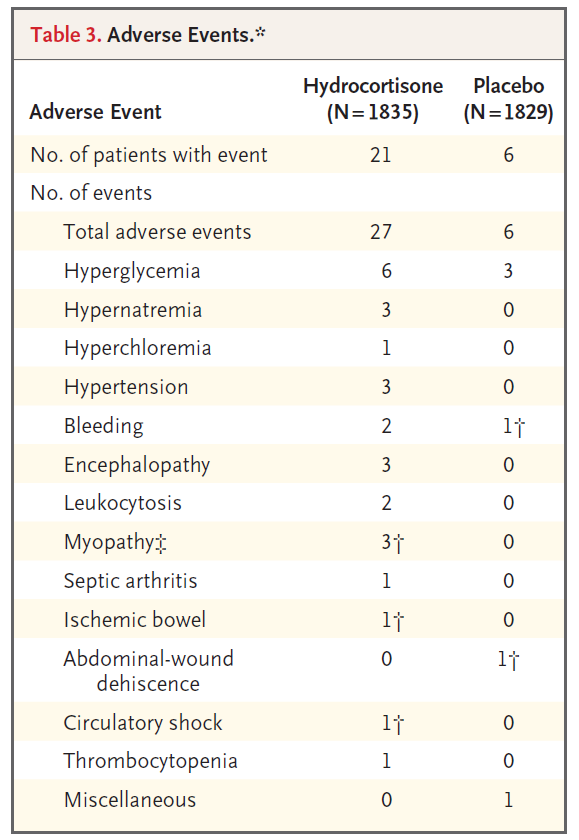 Table 3. Adverse Events.*
Adverse Event Hydrocortisone (N=1835) Placebo (N=1829)
No. of patients with event 21 6
No. of events
Total adverse events 27 6
Hyperglycemia 6 3
Hypernatremia 3 0
Hyperchloremia 1 0
Hypertension 3 0
Bleeding 2 1†
Encephalopathy 3 0
Leukocytosis 2 0
Myopathy‡ 3† 0
Septic arthritis 1 0
Ischemic bowel 1† 0
Abdominal-wound dehiscence 0 1†
Circulatory shock 1† 0
Thrombocytopenia 1 0
Miscellaneous 0 1